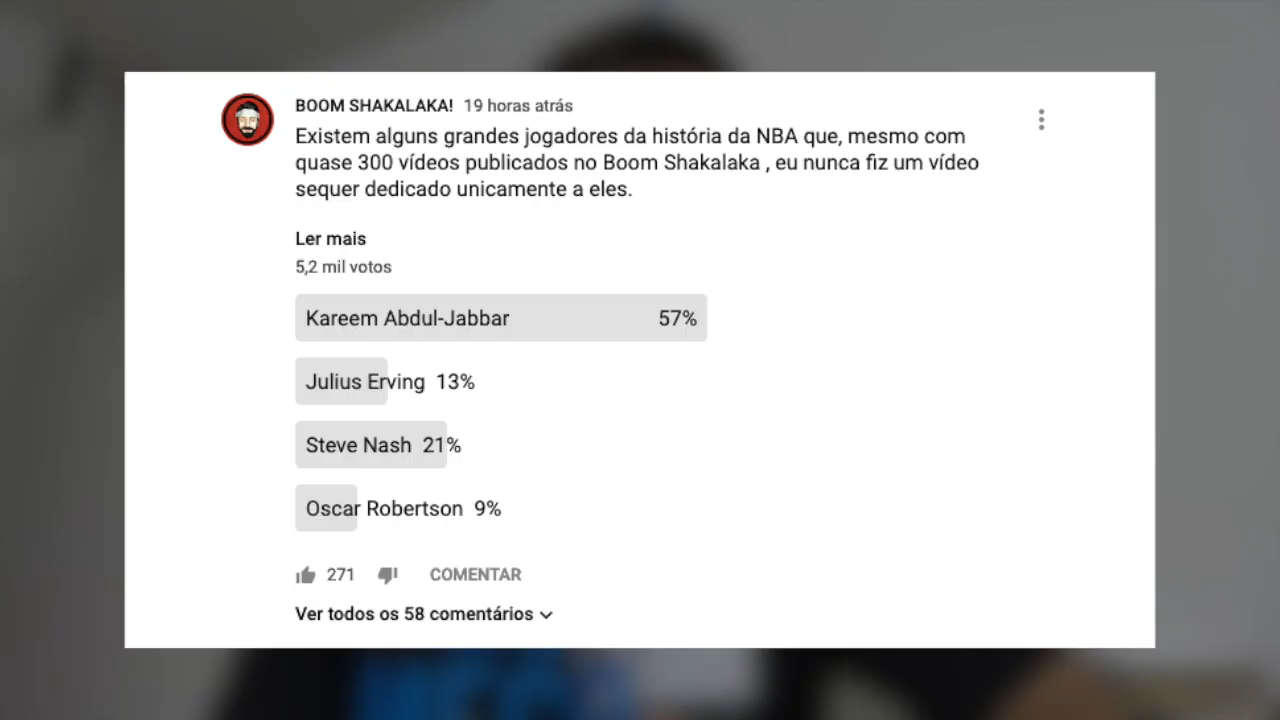 BOOM SHAKALAKA! 19 horas atrás
Existem alguns grandes jogadores da história da NBA que, mesmo com
quase 300 vídeos publicados no Boom Shakalaka , eu nunca fiz um vídeo
sequer dedicado unicamente a eles.
Ler mais
5,2 mil votos
Kareem Abdul-Jabbar 57%
Julius Erving 13%
Steve Nash 21%
Oscar Robertson 9%
271 COMENTAR
Ver todos os 58 comentários